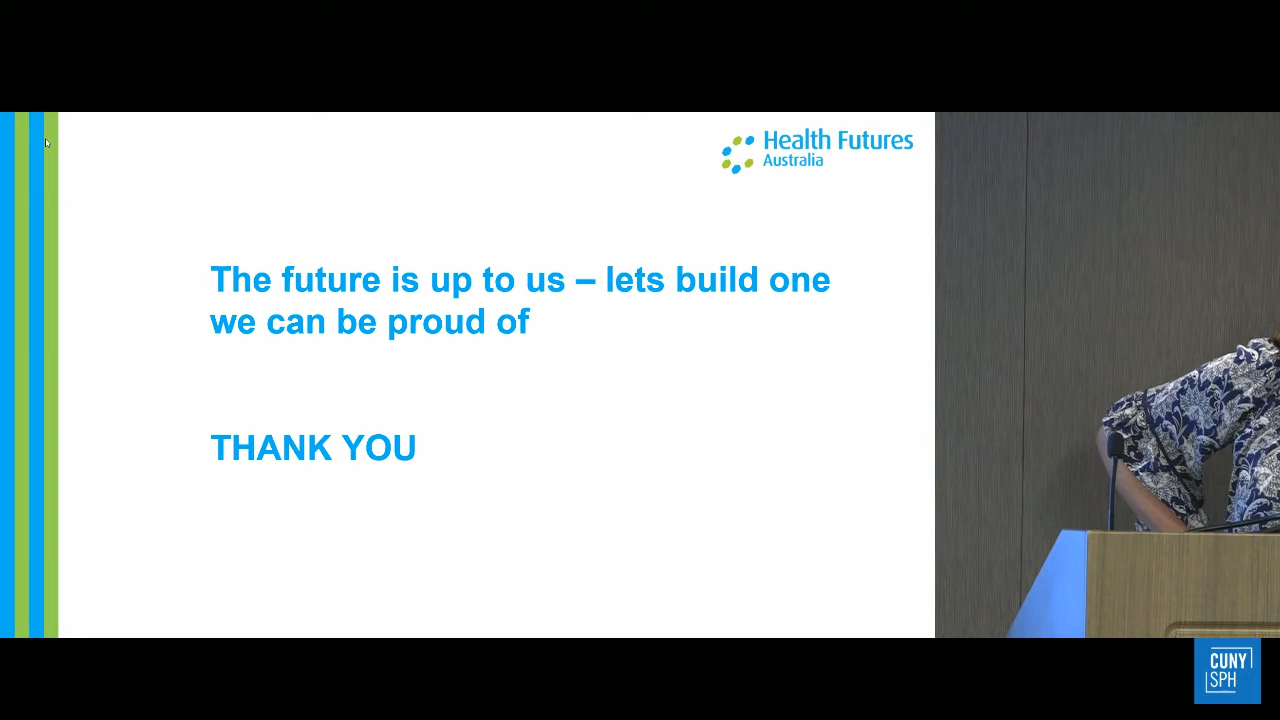 Health Futures
Australia
The future is up to us – lets build one
we can be proud of
THANK YOU
CUNY
SPH